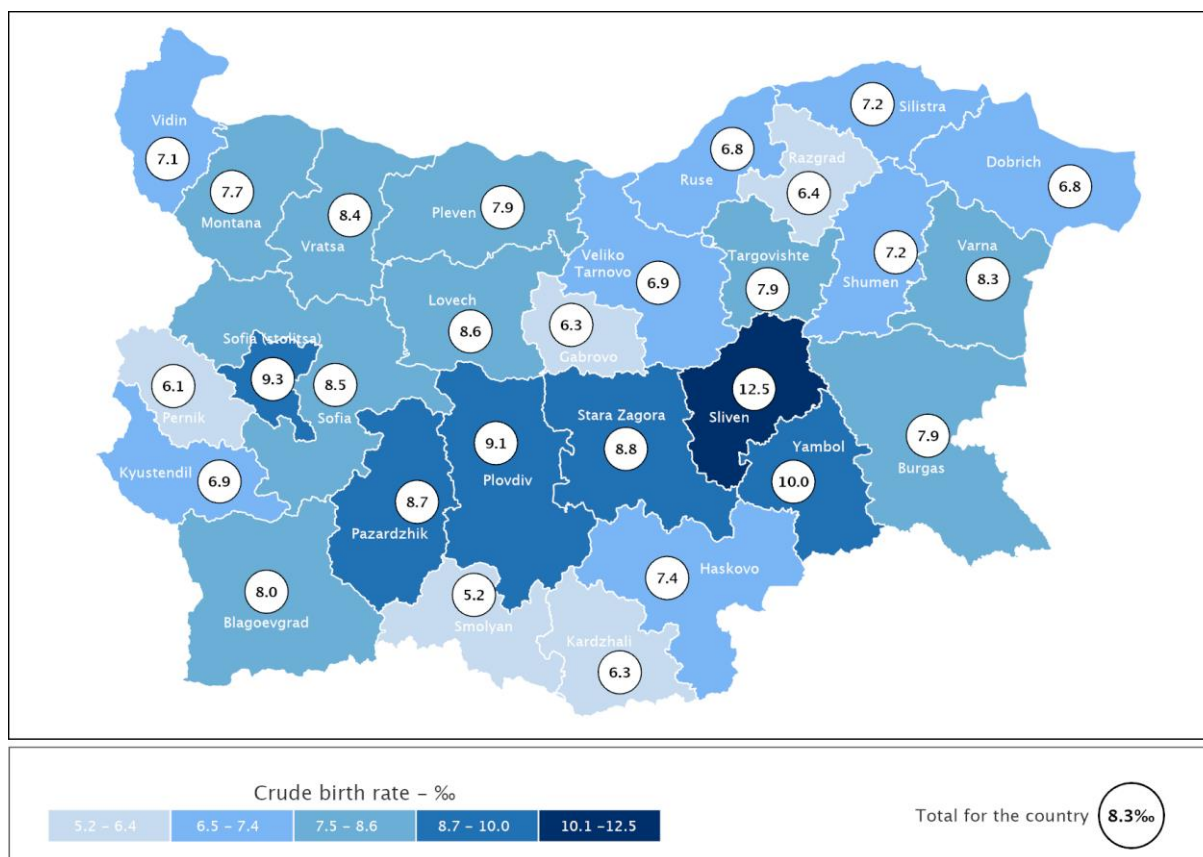 Vidin
7.1
Montana
7.7
Vratsa
8.4
Pleven
7.9
Lovech
8.6
Veliko
Tarnovo
6.9
Gabrovo
6.3
Ruse
6.8
Razgrad
6.4
Silistra
7.2
Dobrich
6.8
Targovishte
7.9
Shumen
7.2
Varna
8.3
Sofia (stolitsa)
9.3
Sofia
8.5
Pernik
6.1
Kyustendil
6.9
Blagoevgrad
8.0
Pazardzhik
8.7
Plovdiv
9.1
Stara Zagora
8.8
Sliven
12.5
Yambol
10.0
Burgas
7.9
Haskovo
7.4
Smolyan
5.2
Kardzhali
6.3
Crude birth rate – ‰
5.2 – 6.4
6.5 – 7.4
7.5 – 8.6
8.7 – 10.0
10.1 –12.5
Total for the country 8.3‰